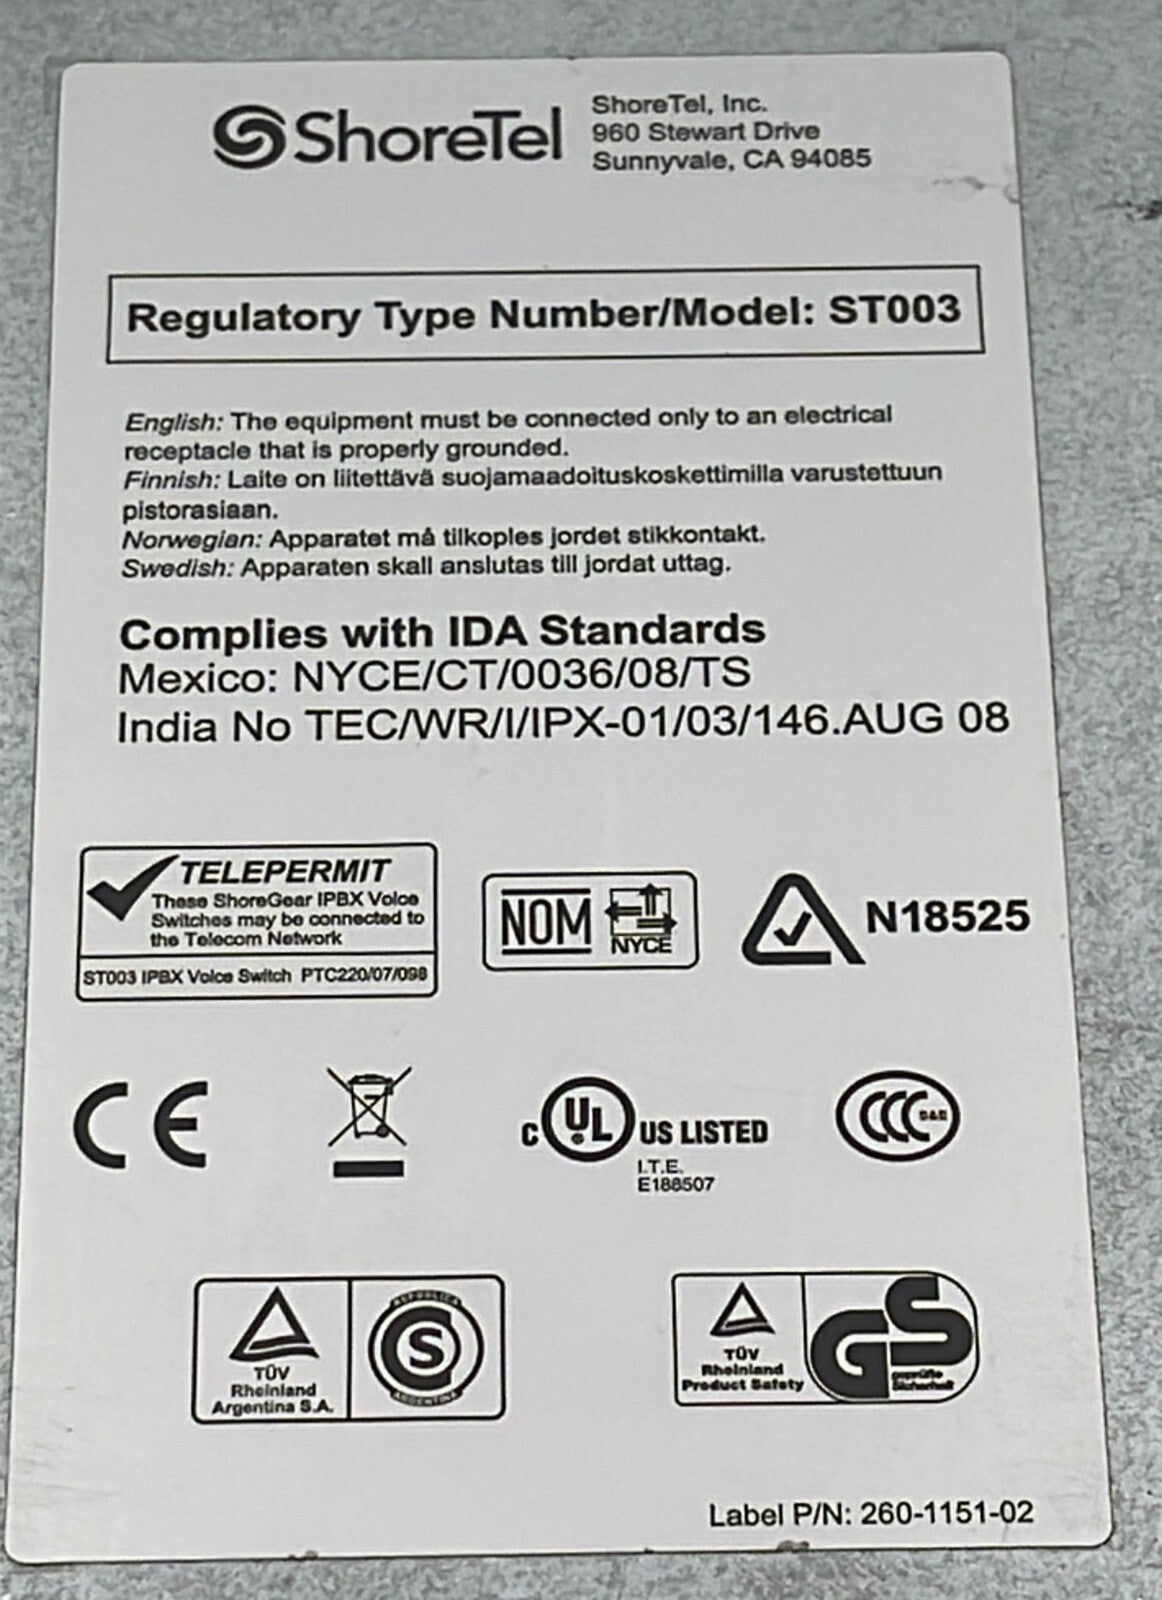 ShoreTel
ShoreTel, Inc.
960 Stewart Drive
Sunnyvale, CA 94085
Regulatory Type Number/Model: ST003
English: The equipment must be connected only to an electrical
receptacle that is properly grounded.
Finnish: Laite on liitettävä suojamaadoituskoskettimilla varustettuun
pistorasiaan.
Norwegian: Apparatet må tilkoples jordet stikkontakt.
Swedish: Apparaten skall anslutas till jordat uttag.
Complies with IDA Standards
Mexico: NYCE/CT/0036/08/TS
India No TEC/WR/I/IPX-01/03/146.AUG 08
TELEPERMIT
These ShoreGear IPBX Voice
Switches may be connected to
the Telecom Network
ST003 IPBX Voice Switch PTC220/07/098
NOM
NYCE
N18525
CE
c UL US LISTED
I.T.E.
E188507
CCC S&E
TÜV
Rheinland
Argentina S.A.
REPUBLICA
S
ARGENTINA
TÜV
Rheinland
Product Safety
GS
geprüfte
Sicherheit
Label P/N: 260-1151-02